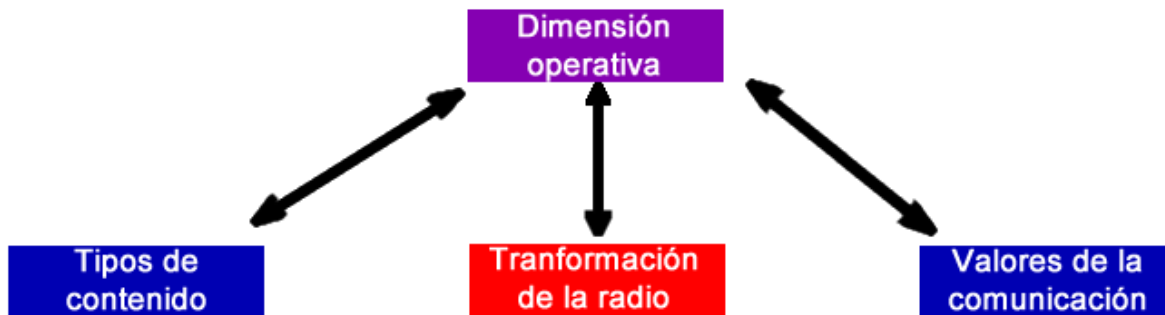 Dimensión
operativa
Tipos de
contenido
Tranformación
de la radio
Valores de la
comunicación